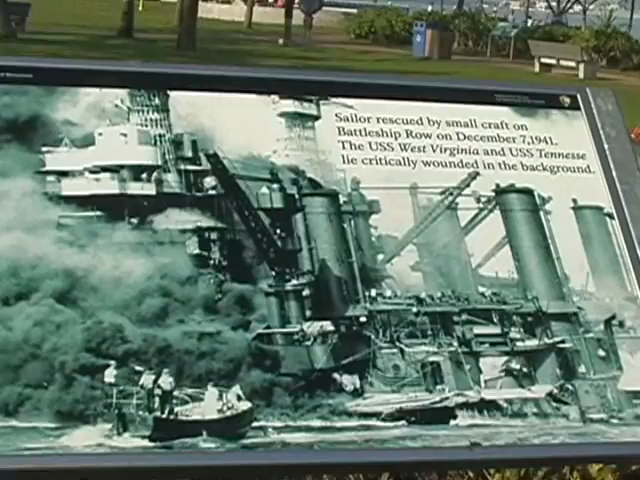 Sailor rescued by small craft on
Battleship Row on December 7,1941.
The USS West Virginia and USS Tennesse
lie critically wounded in the background.